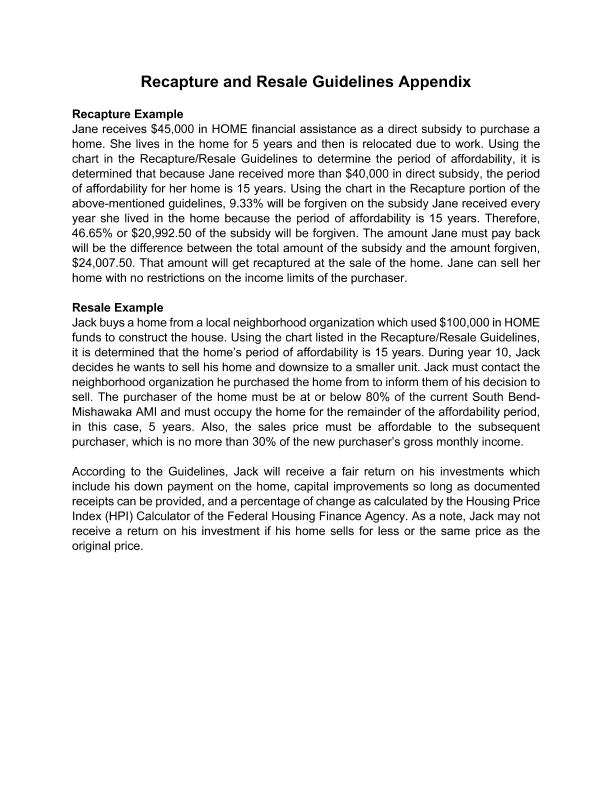 Recapture and Resale Guidelines Appendix
Recapture Example
Jane receives $45,000 in HOME financial assistance as a direct subsidy to purchase a
home. She lives in the home for 5 years and then is relocated due to work. Using the
chart in the Recapture/Resale Guidelines to determine the period of affordability, it is
determined that because Jane received more than $40,000 in direct subsidy, the period
of affordability for her home is 15 years. Using the chart in the Recapture portion of the
above-mentioned guidelines, 9.33% will be forgiven on the subsidy Jane received every
year she lived in the home because the period of affordability is 15 years. Therefore,
46.65% or $20,992.50 of the subsidy will be forgiven. The amount Jane must pay back
will be the difference between the total amount of the subsidy and the amount forgiven,
$24,007.50. That amount will get recaptured at the sale of the home. Jane can sell her
home with no restrictions on the income limits of the purchaser.
Resale Example
Jack buys a home from a local neighborhood organization which used $100,000 in HOME
funds to construct the house. Using the chart listed in the Recapture/Resale Guidelines,
it is determined that the home's period of affordability is 15 years. During year 10, Jack
decides he wants to sell his home and downsize to a smaller unit. Jack must contact the
neighborhood organization he purchased the home from to inform them of his decision to
sell. The purchaser of the home must be at or below 80% of the current South Bend-
Mishawaka AMI and must occupy the home for the remainder of the affordability period,
in this case, 5 years. Also, the sales price must be affordable to the subsequent
purchaser, which is no more than 30% of the new purchaser's gross monthly income.
According to the Guidelines, Jack will receive a fair return on his investments which
include his down payment on the home, capital improvements so long as documented
receipts can be provided, and a percentage of change as calculated by the Housing Price
Index (HPI) Calculator of the Federal Housing Finance Agency. As a note, Jack may not
receive a return on his investment if his home sells for less or the same price as the
original price.